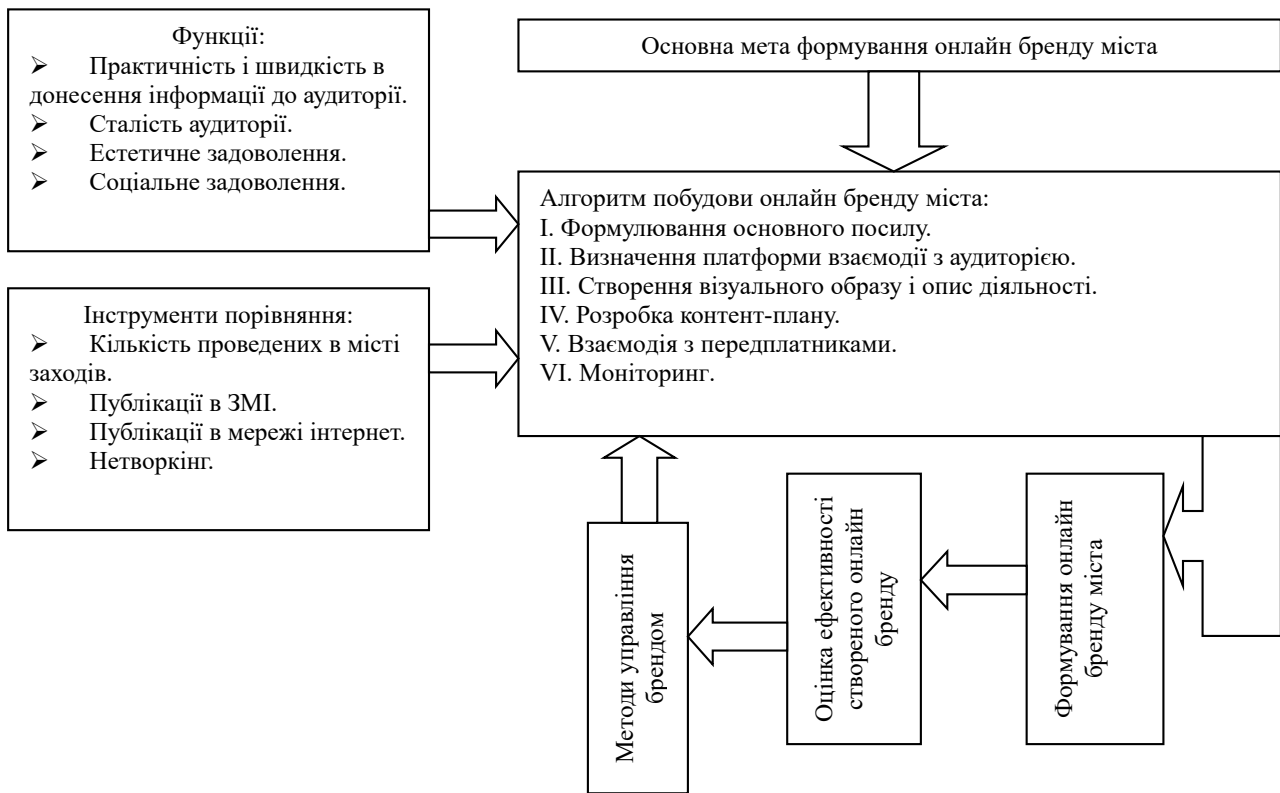 Функції:
➢ Практичність і швидкість в
донесення інформації до аудиторії.
➢ Сталість аудиторії.
➢ Естетичне задоволення.
➢ Соціальне задоволення.
Інструменти порівняння:
➢ Кількість проведених в місті
заходів.
➢ Публікації в ЗМІ.
➢ Публікації в мережі інтернет.
➢ Нетворкінг.
Основна мета формування онлайн бренду міста
Алгоритм побудови онлайн бренду міста:
I. Формулювання основного посилу.
II. Визначення платформи взаємодії з аудиторією.
III. Створення візуального образу і опис діяльності.
IV. Розробка контент-плану.
V. Взаємодія з передплатниками.
VI. Моніторинг.
Методи управління
брендом
Оцінка ефективності
створеного онлайн
бренду
Формування онлайн
бренду міста